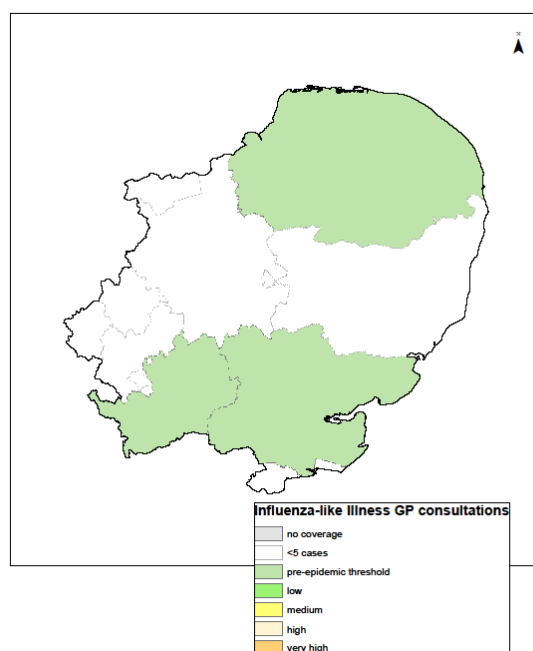 N
Influenza-like Illness GP consultations
no coverage
<5 cases
pre-epidemic threshold
low
medium
high
very high